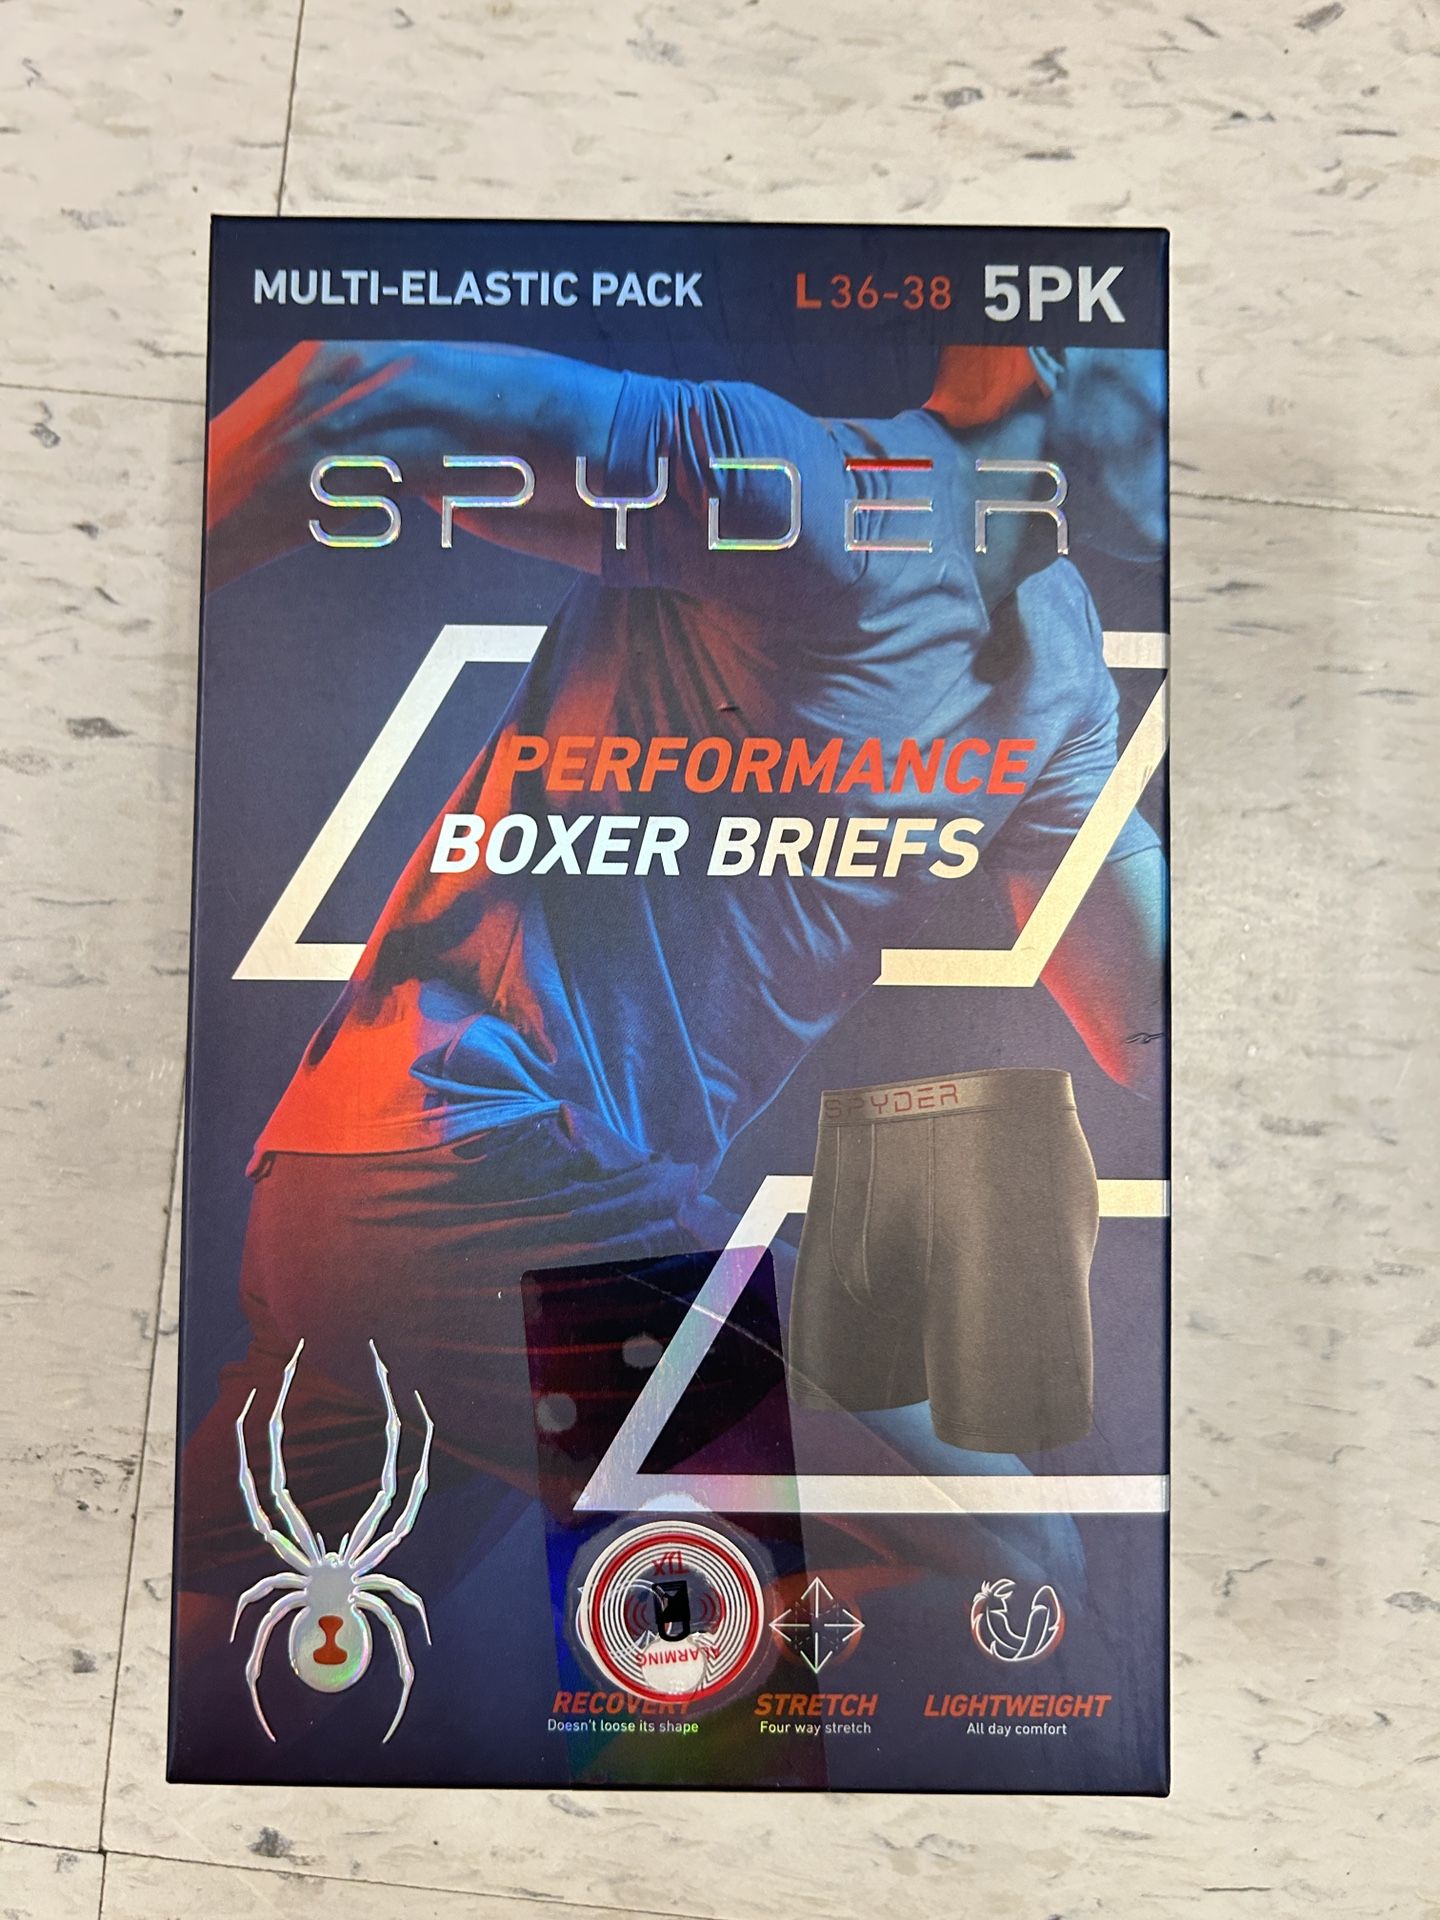 MULTI-ELASTIC PACK L 36-38 5PK
SPYDER
PERFORMANCE
BOXER BRIEFS
SPYDER
TJX
ALARMING
RECOVERY STRETCH LIGHTWEIGHT
Doesn't loose its shape Four way stretch All day comfort